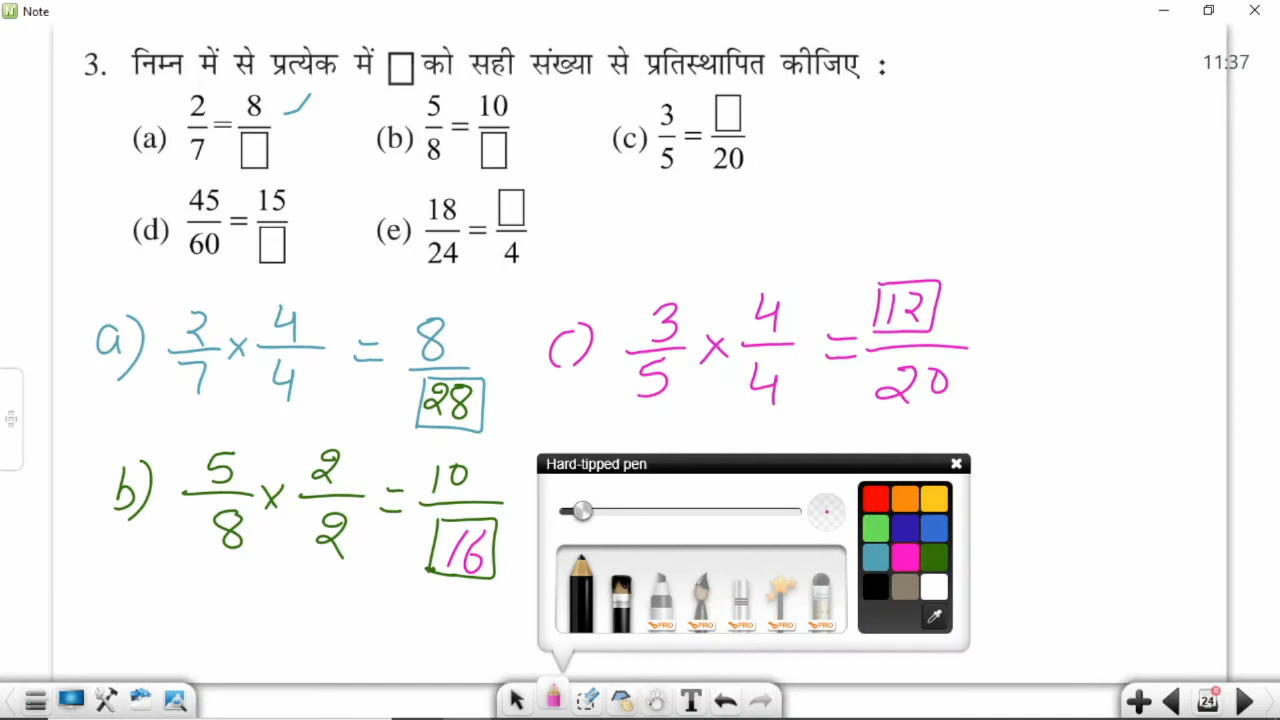 Note
3. निम्न में से प्रत्येक में □ को सही संख्या से प्रतिस्थापित कीजिए :
11:37
(a) 2/7 = 8/□ (b) 5/8 = 10/□ (c) 3/5 = □/20
(d) 45/60 = 15/□ (e) 18/24 = □/4
a) 2/7 × 4/4 = 8/28
c) 3/5 × 4/4 = 12/20
b) 5/8 × 2/2 = 10/16
Hard-tipped pen
PRO PRO PRO PRO PRO
T
24